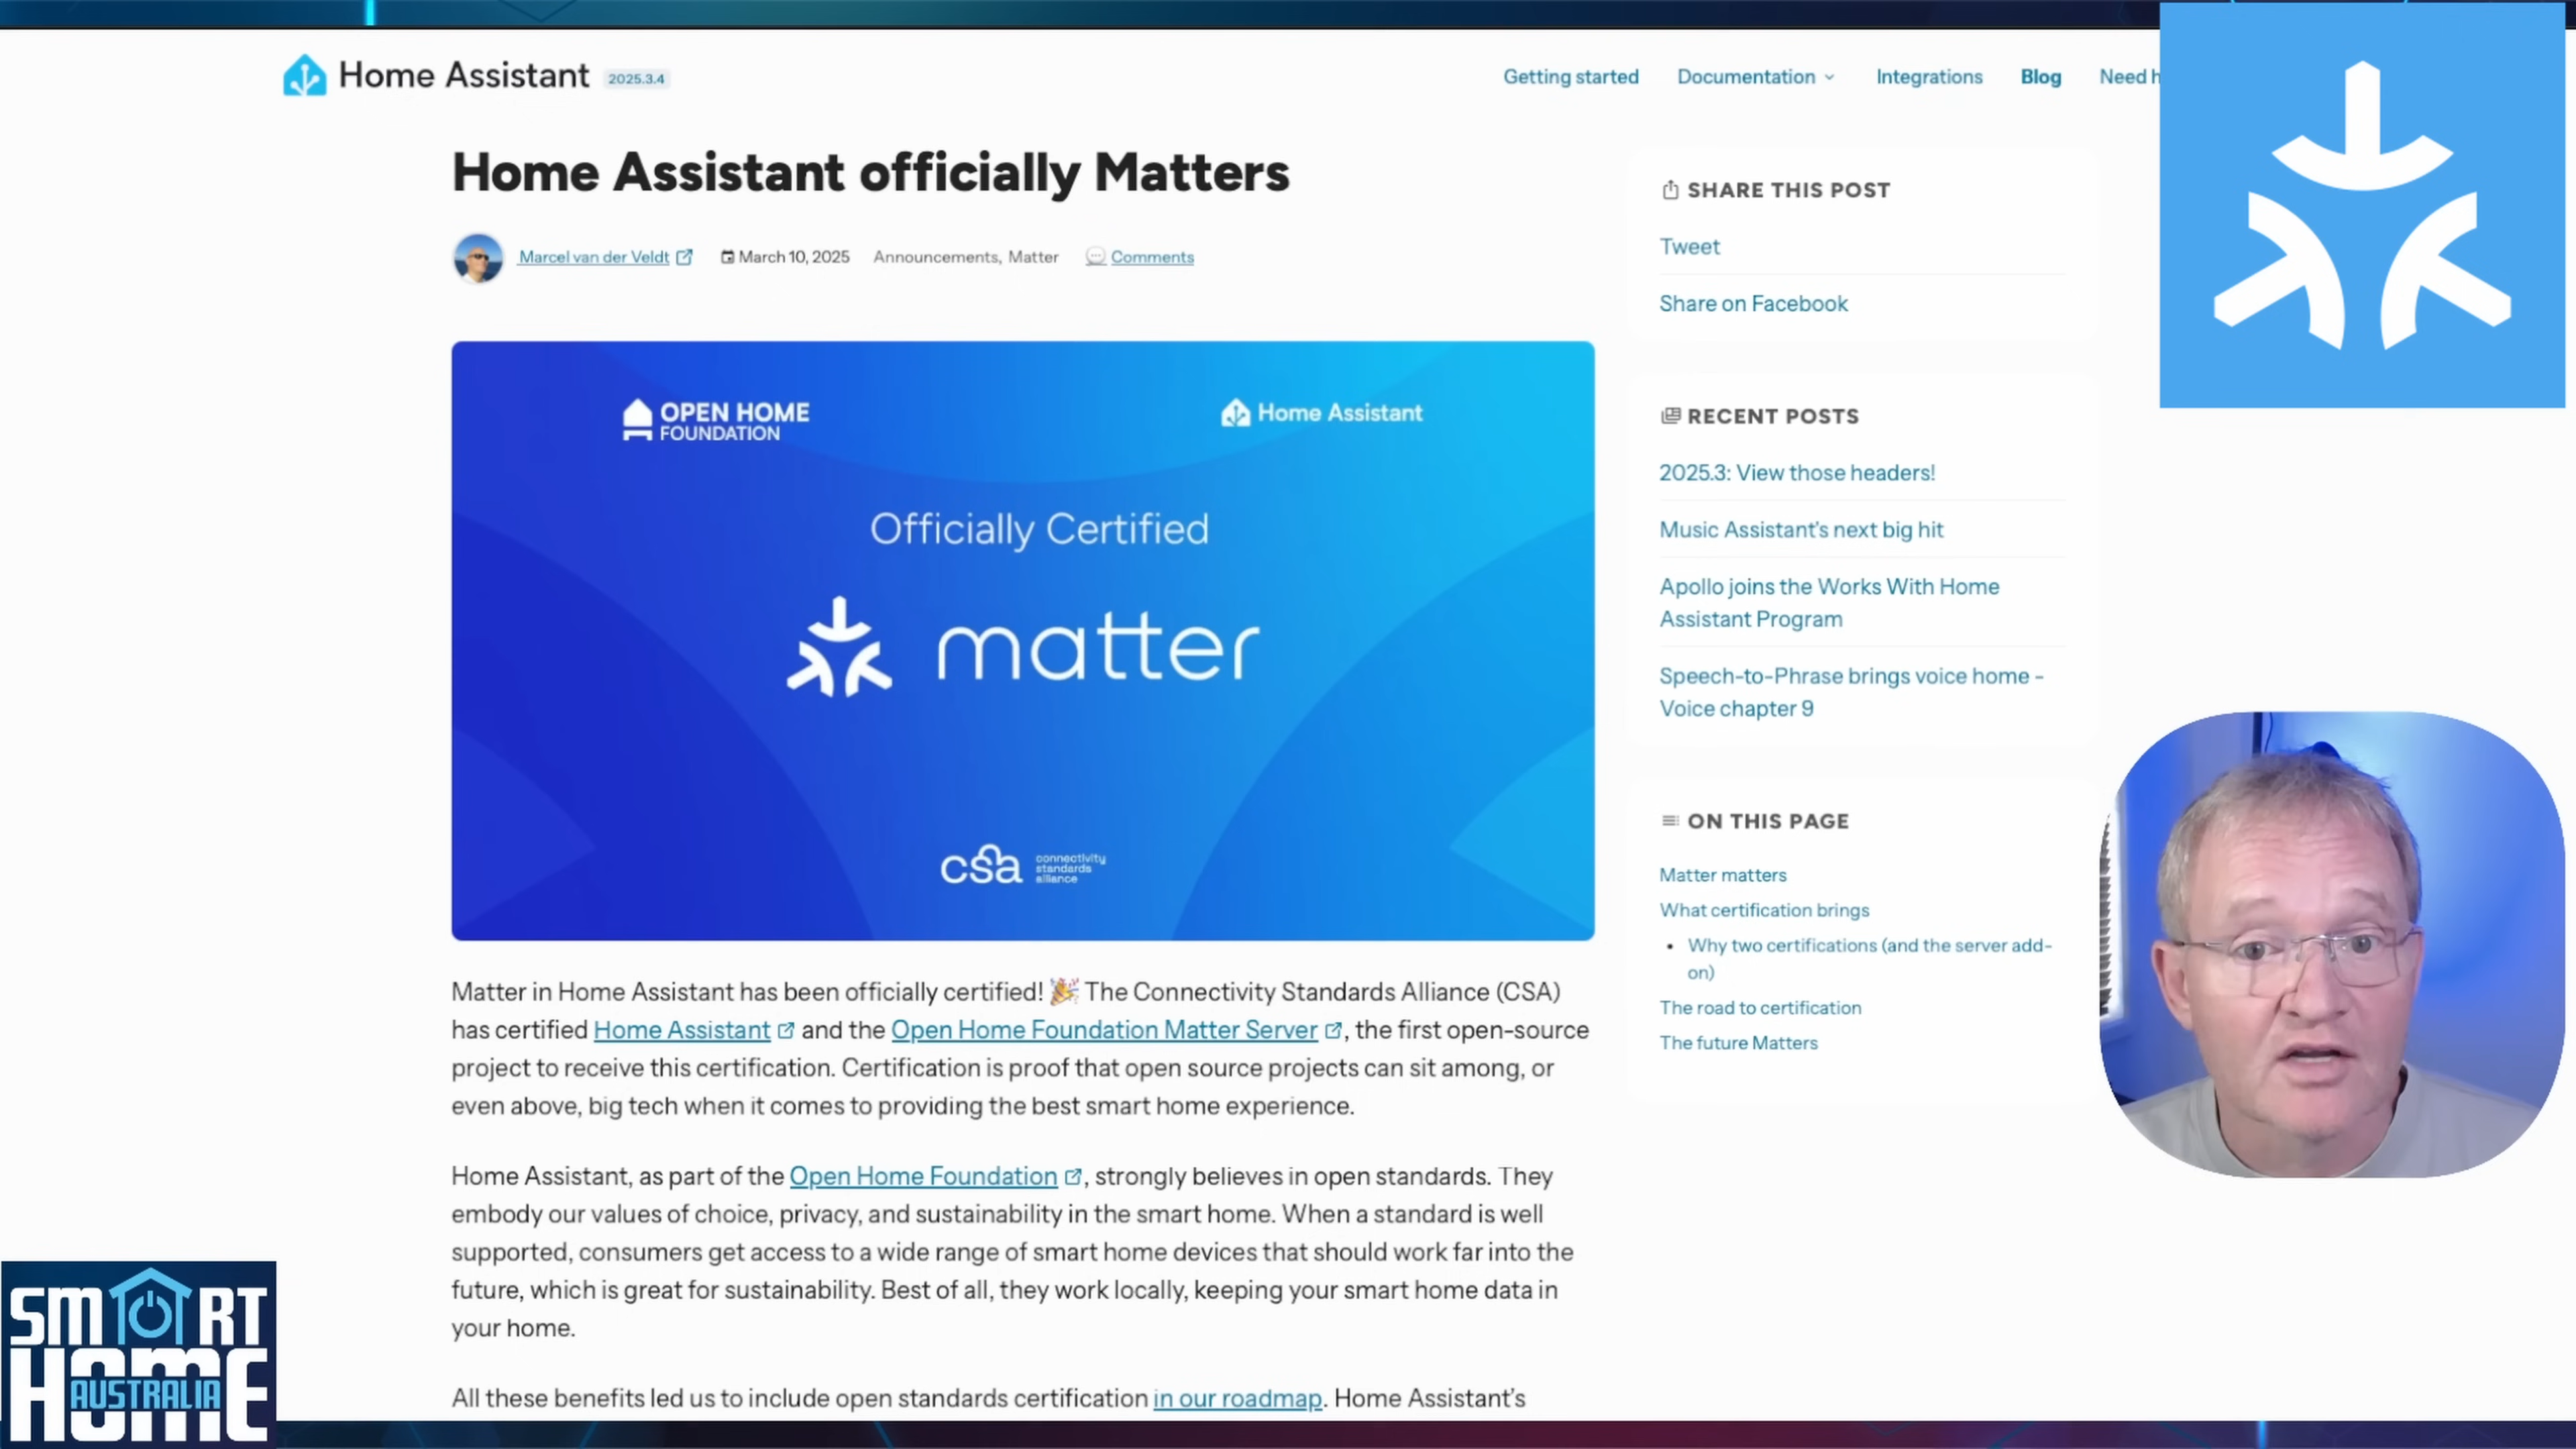 Home Assistant 2025.3.4
Getting started
Documentation
Integrations
Blog
Need h
Home Assistant officially Matters
Marcel van der Veldt
March 10, 2025
Announcements, Matter
Comments
OPEN HOME
FOUNDATION
Home Assistant
Officially Certified
matter
csa
connectivity
standards
alliance
Matter in Home Assistant has been officially certified! 🎉 The Connectivity Standards Alliance (CSA)
has certified Home Assistant and the Open Home Foundation Matter Server, the first open-source
project to receive this certification. Certification is proof that open source projects can sit among, or
even above, big tech when it comes to providing the best smart home experience.
Home Assistant, as part of the Open Home Foundation, strongly believes in open standards. They
embody our values of choice, privacy, and sustainability in the smart home. When a standard is well
supported, consumers get access to a wide range of smart home devices that should work far into the
future, which is great for sustainability. Best of all, they work locally, keeping your smart home data in
your home.
All these benefits led us to include open standards certification in our roadmap. Home Assistant's
SHARE THIS POST
Tweet
Share on Facebook
RECENT POSTS
2025.3: View those headers!
Music Assistant's next big hit
Apollo joins the Works With Home
Assistant Program
Speech-to-Phrase brings voice home -
Voice chapter 9
ON THIS PAGE
Matter matters
What certification brings
• Why two certifications (and the server add-
on)
The road to certification
The future Matters
SMART
HOME
AUSTRALIA